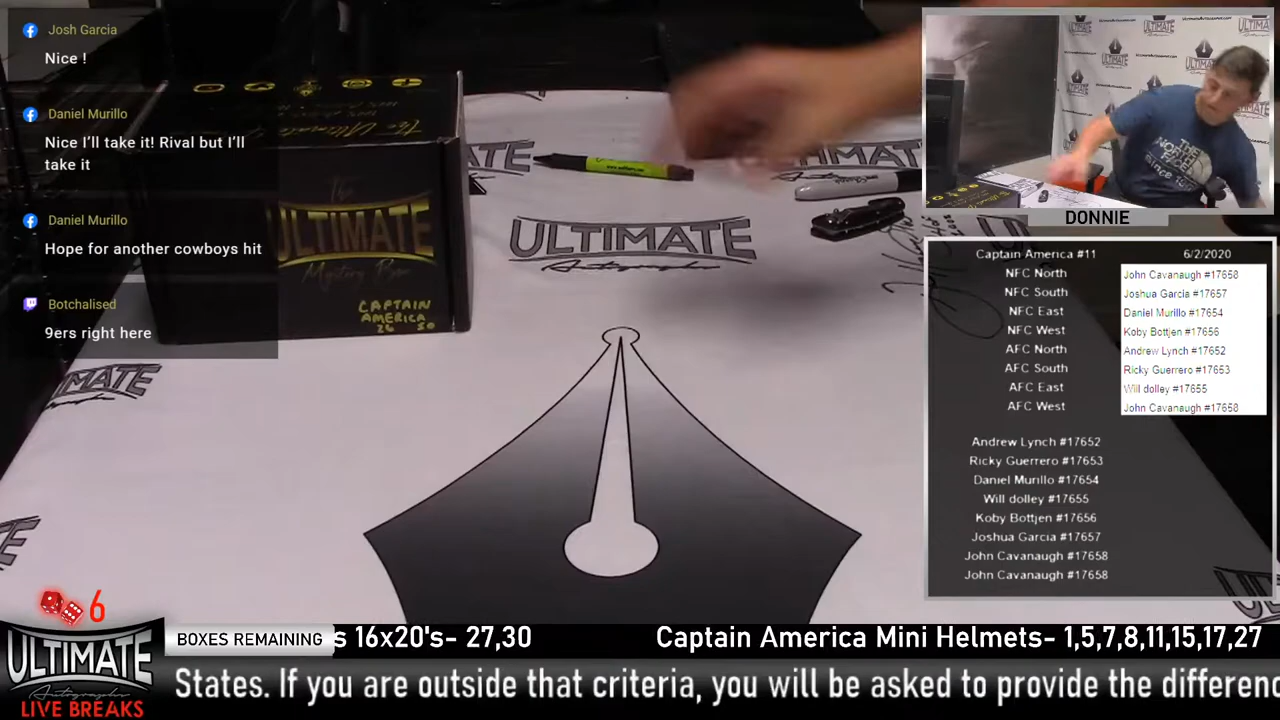 Josh Garcia
Nice !
Daniel Murillo
Nice I'll take it! Rival but I'll
take it
Daniel Murillo
Hope for another cowboys hit
Botchalised
9ers right here
The
ULTIMATE
Mystery Box
CAPTAIN
AMERICA
ULTIMATE
Autographs
THE
NORTH
FACE
DONNIE
Captain America #11 6/2/2020
NFC North John Cavanaugh #17658
NFC South Joshua Garcia #17657
NFC East Daniel Murillo #17654
NFC West Koby Bottjen #17656
AFC North Andrew Lynch #17652
AFC South Ricky Guerrero #17653
AFC East Will dolley #17655
AFC West John Cavanaugh #17658
Andrew Lynch #17652
Ricky Guerrero #17653
Daniel Murillo #17654
Will dolley #17655
Koby Bottjen #17656
Joshua Garcia #17657
John Cavanaugh #17658
John Cavanaugh #17658
6
ULTIMATE
Autographs
LIVE BREAKS
BOXES REMAINING s 16x20's- 27,30 Captain America Mini Helmets- 1,5,7,8,11,15,17,27
States. If you are outside that criteria, you will be asked to provide the differenc